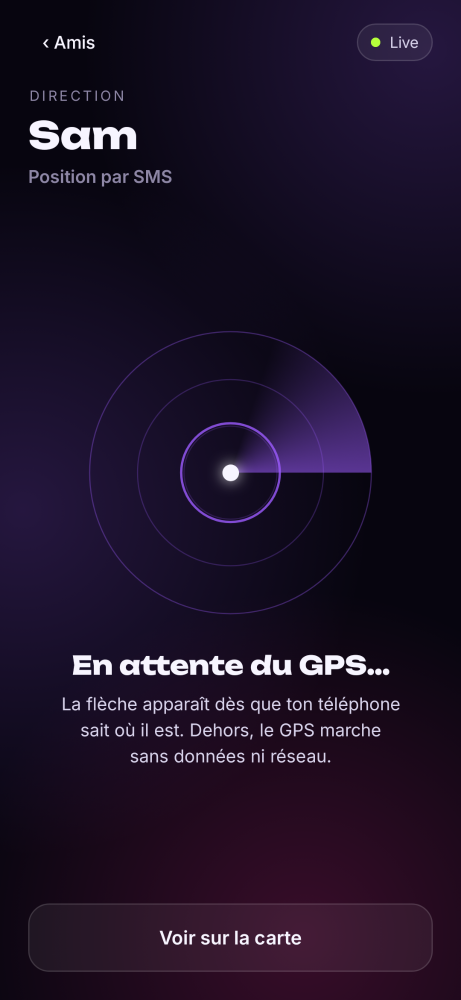 ‹ Amis
Live
DIRECTION
Sam
Position par SMS
En attente du GPS...
La flèche apparaît dès que ton téléphone
sait où il est. Dehors, le GPS marche
sans données ni réseau.
Voir sur la carte